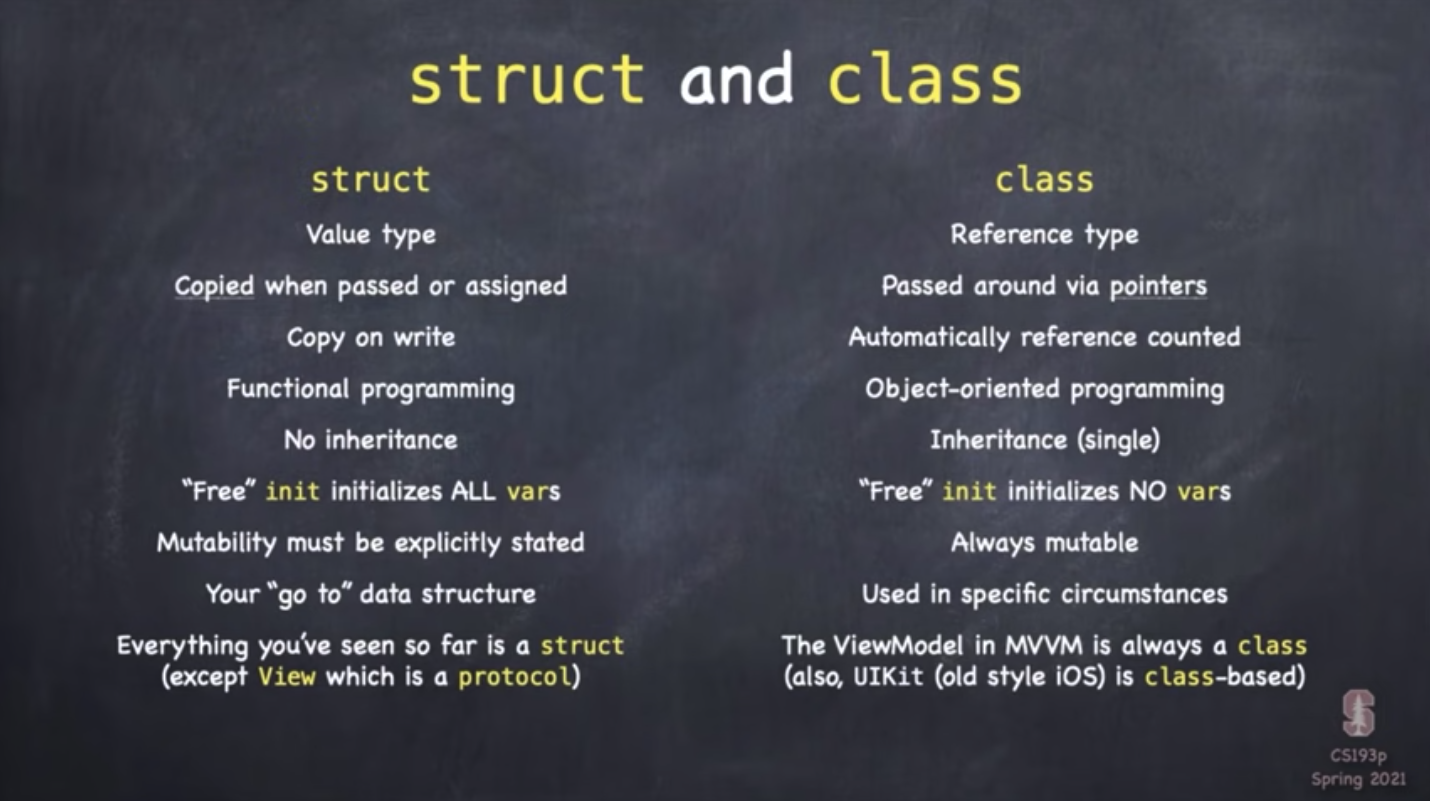 struct and class
struct
Value type
Copied when passed or assigned
Copy on write
Functional programming
No inheritance
“Free” init initializes ALL vars
Mutability must be explicitly stated
Your “go to” data structure
Everything you’ve seen so far is a struct
(except View which is a protocol)
class
Reference type
Passed around via pointers
Automatically reference counted
Object-oriented programming
Inheritance (single)
“Free” init initializes NO vars
Always mutable
Used in specific circumstances
The ViewModel in MVVM is always a class
(also, UIKit (old style iOS) is class-based)
S
CS193p
Spring 2021